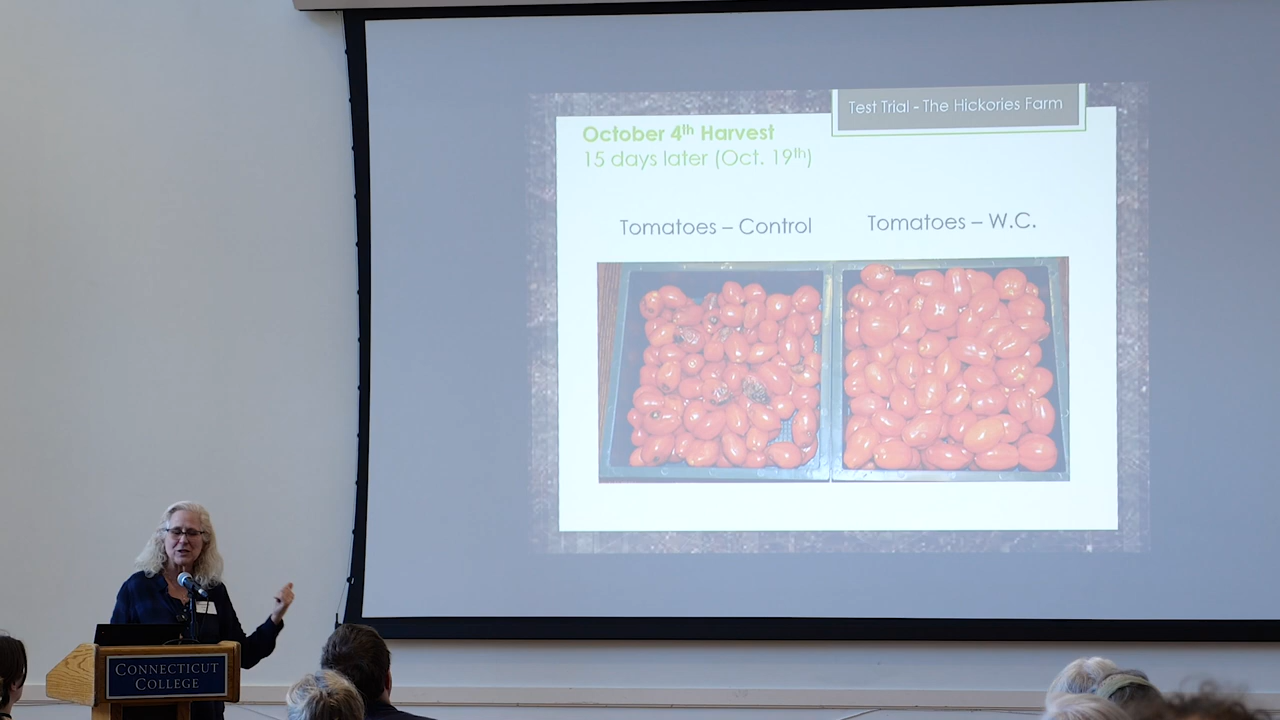 Test Trial - The Hickories Farm
October 4th Harvest
15 days later (Oct. 19th)
Tomatoes – Control
Tomatoes – W.C.
CONNECTICUT
COLLEGE